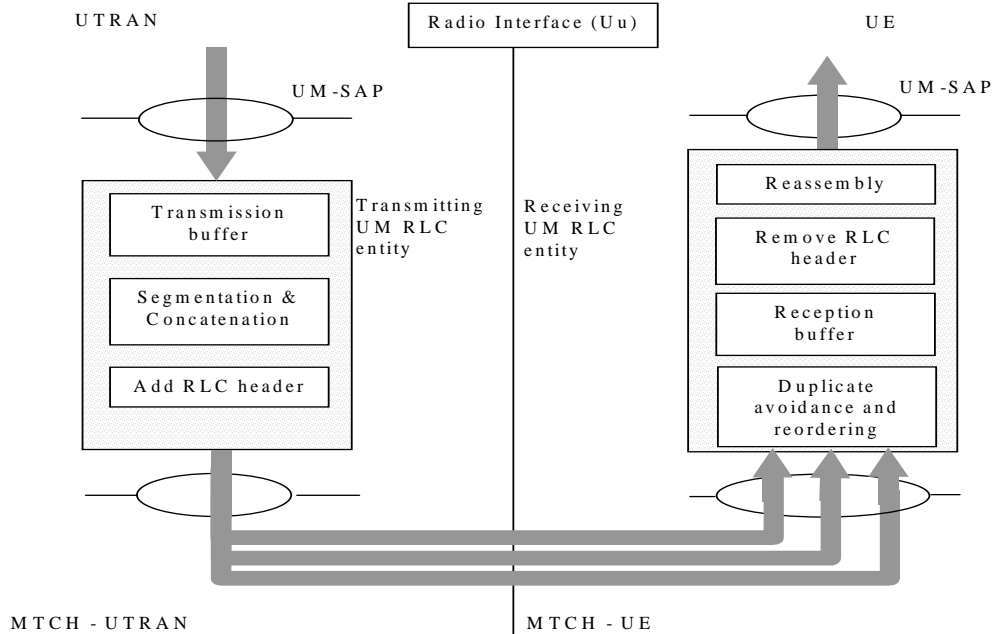 UTRAN
Radio Interface (Uu)
UE
UM-SAP
UM-SAP
Transmission
buffer
Segmentation &
Concatenation
Add RLC header
Transmitting
UM RLC
entity
Receiving
UM RLC
entity
Reassembly
Remove RLC
header
Reception
buffer
Duplicate
avoidance and
reordering
MTCH - UTRAN
MTCH - UE